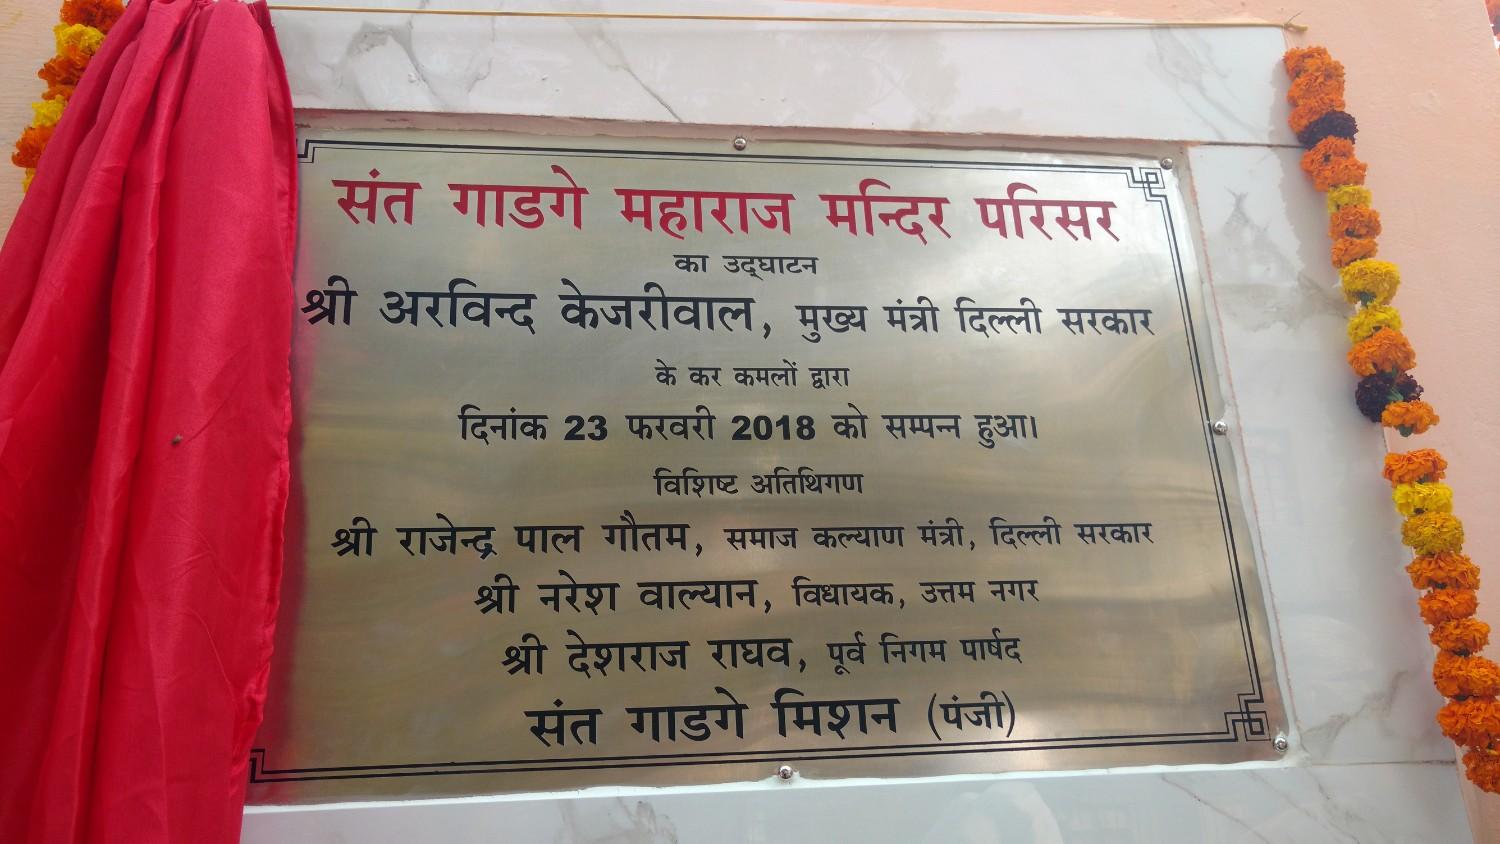 संत गाडगे महाराज मन्दिर परिसर
का उद्‌घाटन
श्री अरविन्द केजरीवाल, मुख्य मंत्री दिल्ली सरकार
के कर कमलों द्वारा
दिनांक 23 फरवरी 2018 को सम्पन्न हुआ।
विशिष्ट अतिथिगण
श्री राजेन्द्र पाल गौतम, समाज कल्याण मंत्री, दिल्ली सरकार
श्री नरेश वाल्यान, विधायक, उत्तम नगर
श्री देशराज राघव, पूर्व निगम पार्षद
संत गाडगे मिशन (पंजी)